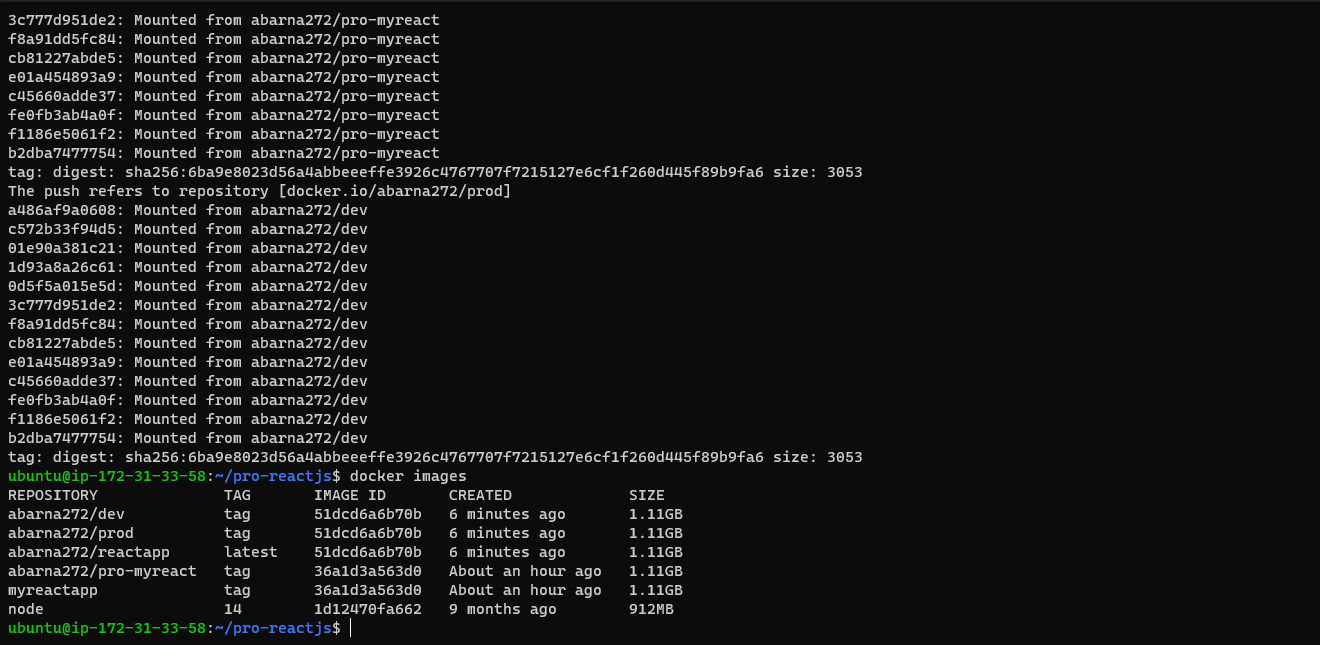 3c777d951de2: Mounted from abarna272/pro-myreact
f8a91dd5fc84: Mounted from abarna272/pro-myreact
cb81227abde5: Mounted from abarna272/pro-myreact
e01a454893a9: Mounted from abarna272/pro-myreact
c45660adde37: Mounted from abarna272/pro-myreact
fe0fb3ab4a0f: Mounted from abarna272/pro-myreact
f1186e5061f2: Mounted from abarna272/pro-myreact
b2dba7477754: Mounted from abarna272/pro-myreact
tag: digest: sha256:6ba9e8023d56a4abbeeeffe3926c4767707f7215127e6cf1f260d445f89b9fa6 size: 3053
The push refers to repository [docker.io/abarna272/prod]
a486af9a0608: Mounted from abarna272/dev
c572b33f94d5: Mounted from abarna272/dev
01e90a381c21: Mounted from abarna272/dev
1d93a8a26c61: Mounted from abarna272/dev
0d5f5a015e5d: Mounted from abarna272/dev
3c777d951de2: Mounted from abarna272/dev
f8a91dd5fc84: Mounted from abarna272/dev
cb81227abde5: Mounted from abarna272/dev
e01a454893a9: Mounted from abarna272/dev
c45660adde37: Mounted from abarna272/dev
fe0fb3ab4a0f: Mounted from abarna272/dev
f1186e5061f2: Mounted from abarna272/dev
b2dba7477754: Mounted from abarna272/dev
tag: digest: sha256:6ba9e8023d56a4abbeeeffe3926c4767707f7215127e6cf1f260d445f89b9fa6 size: 3053
ubuntu@ip-172-31-33-58:~/pro-reactjs$ docker images
REPOSITORY              TAG       IMAGE ID       CREATED             SIZE
abarna272/dev           tag       51dcd6a6b70b   6 minutes ago       1.11GB
abarna272/prod          tag       51dcd6a6b70b   6 minutes ago       1.11GB
abarna272/reactapp      latest    51dcd6a6b70b   6 minutes ago       1.11GB
abarna272/pro-myreact   tag       36a1d3a563d0   About an hour ago   1.11GB
myreactapp              tag       36a1d3a563d0   About an hour ago   1.11GB
node                    14        1d12470fa662   9 months ago        912MB
ubuntu@ip-172-31-33-58:~/pro-reactjs$